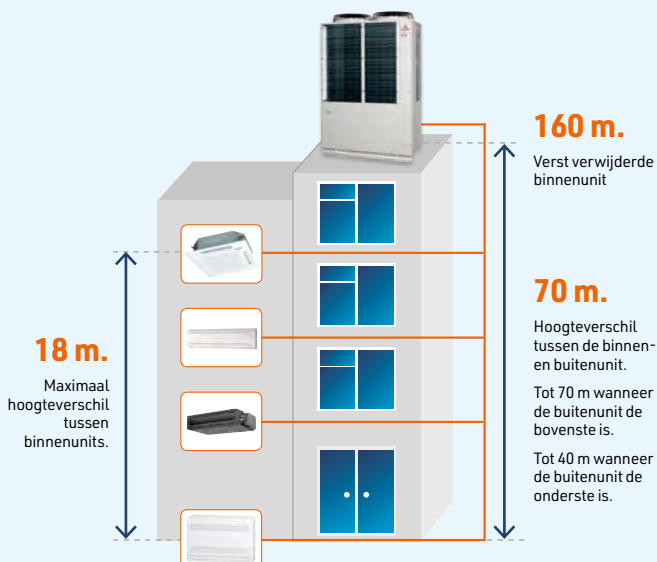 160 m.
Verst verwijderde
binnenunit
70 m.
Hoogteverschil
tussen de binnen-
en buitenunit.
Tot 70 m wanneer
de buitenunit de
bovenste is.
Tot 40 m wanneer
de buitenunit de
onderste is.
18 m.
Maximaal
hoogteverschil
tussen
binnenunits.